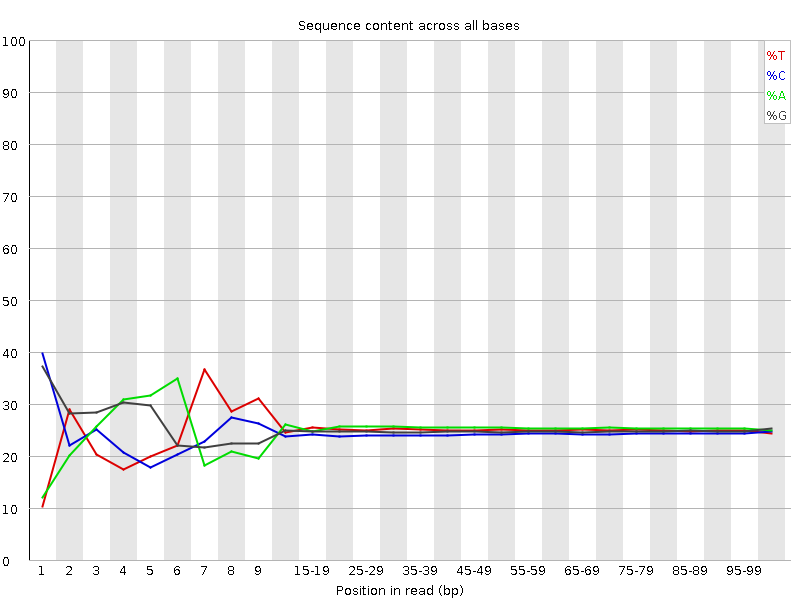 Sequence content across all bases
100
90
80
70
60
50
40
30
20
10
0
%T
%C
%A
%G
1 2 3 4 5 6 7 8 9 15-19 25-29 35-39 45-49 55-59 65-69 75-79 85-89 95-99
Position in read (bp)